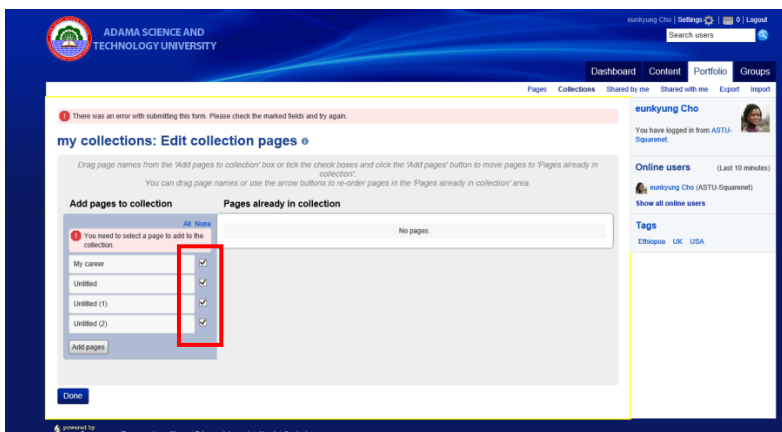 ADAMA SCIENCE AND
TECHNOLOGY UNIVERSITY
eunkyung Cho | Settings | 0 | Logout
Search users
Dashboard Content Portfolio Groups
Pages Collections Shared by me Shared with me Export Import
There was an error with submitting this form. Please check the marked fields and try again.
my collections: Edit collection pages
Drag page names from the 'Add pages to collection' box or tick the check boxes and click the 'Add pages' button to move pages to 'Pages already in
collection'.
You can drag page names or use the arrow buttons to re-order pages in the 'Pages already in collection' area.
Add pages to collection
All None
You need to select a page to add to the
collection.
My career
Untitled
Untitled (1)
Untitled (2)
Add pages
Pages already in collection
No pages.
Done
eunkyung Cho
You have logged in from ASTU-
Squarenet.
Online users (Last 10 minutes)
eunkyung Cho (ASTU-Squarenet)
Show all online users
Tags
Ethiopoa UK USA
powered by